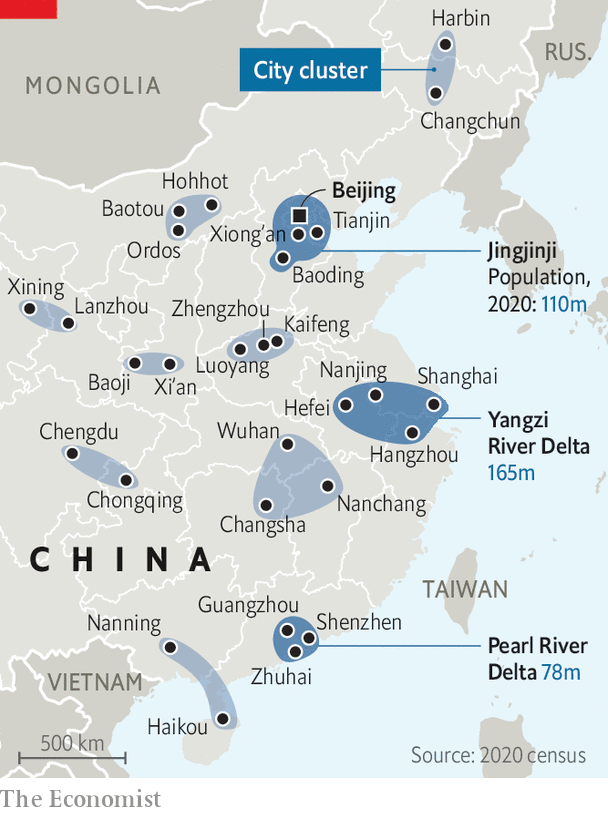 Harbin
RUS.
City cluster
MONGOLIA
Changchun
Hohhot
Beijing
Baotou
Tianjin
Xiong'an
Ordos
Jingjinji
Population,
2020: 110m
Baoding
Xining
Lanzhou
Zhengzhou
Kaifeng
Luoyang
Nanjing
Shanghai
Baoji
Xi'an
Hefei
Yangzi
River Delta
165m
Chengdu
Wuhan
Hangzhou
Chongqing
Nanchang
Changsha
CHINA
TAIWAN
Guangzhou
Nanning
Shenzhen
Pearl River
Delta 78m
VIETNAM
Zhuhai
Haikou
500 km
Source: 2020 census
The Economist